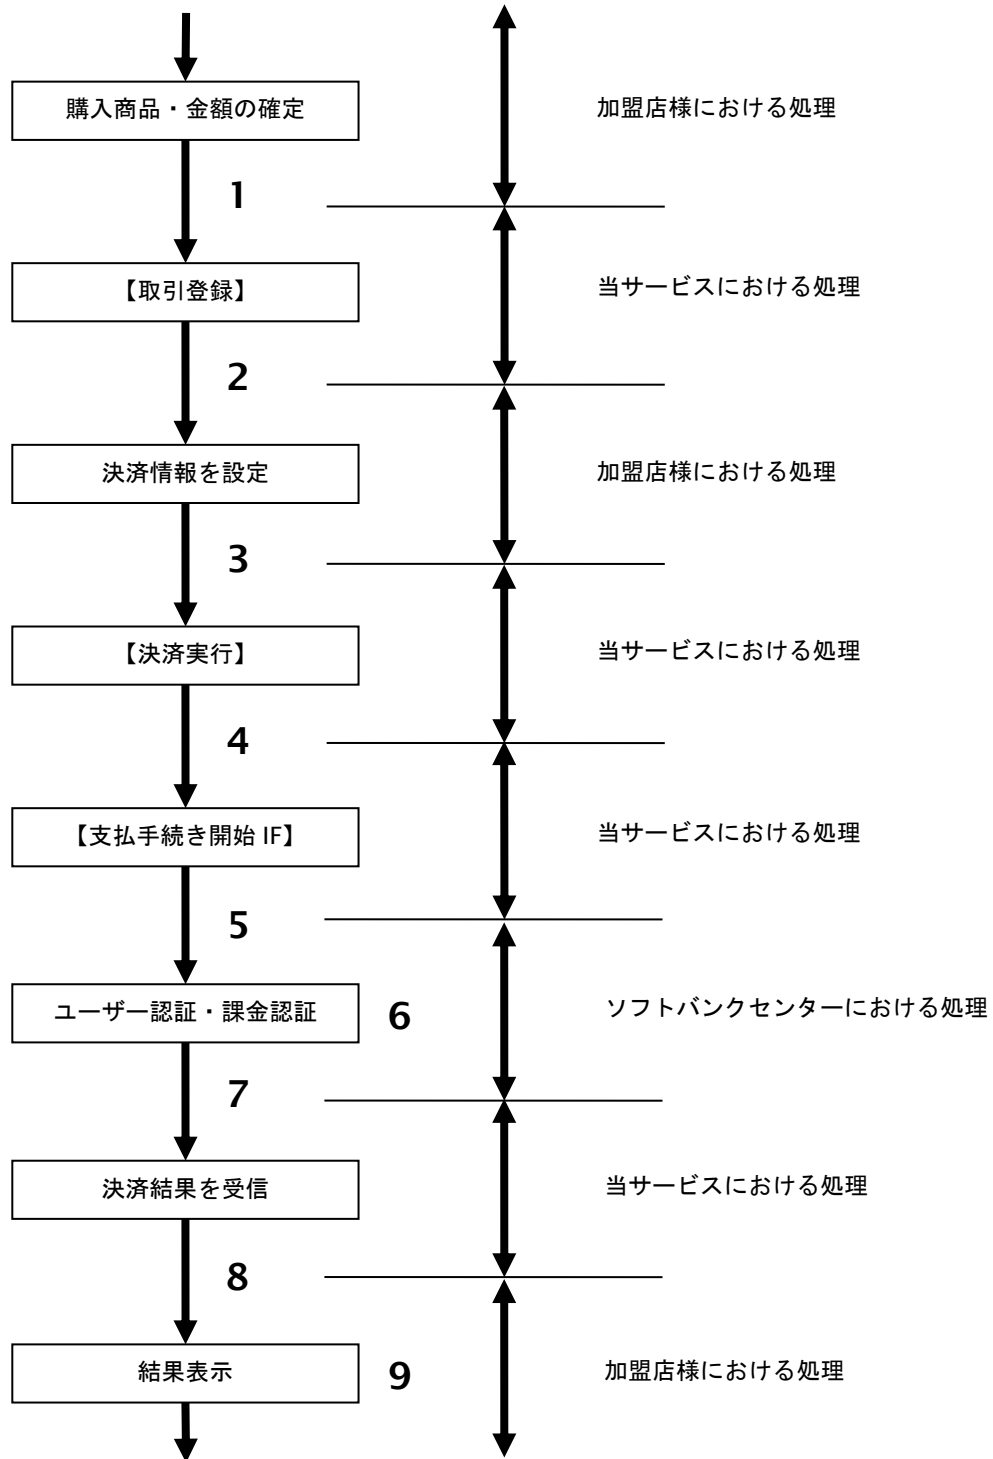 購入商品・金額の確定
加盟店様における処理
1
【取引登録】
当サービスにおける処理
2
決済情報を設定
加盟店様における処理
3
【決済実行】
当サービスにおける処理
4
【支払手続き開始 IF】
当サービスにおける処理
5
ユーザー認証・課金認証
6
ソフトバンクセンターにおける処理
7
決済結果を受信
当サービスにおける処理
8
結果表示
9
加盟店様における処理